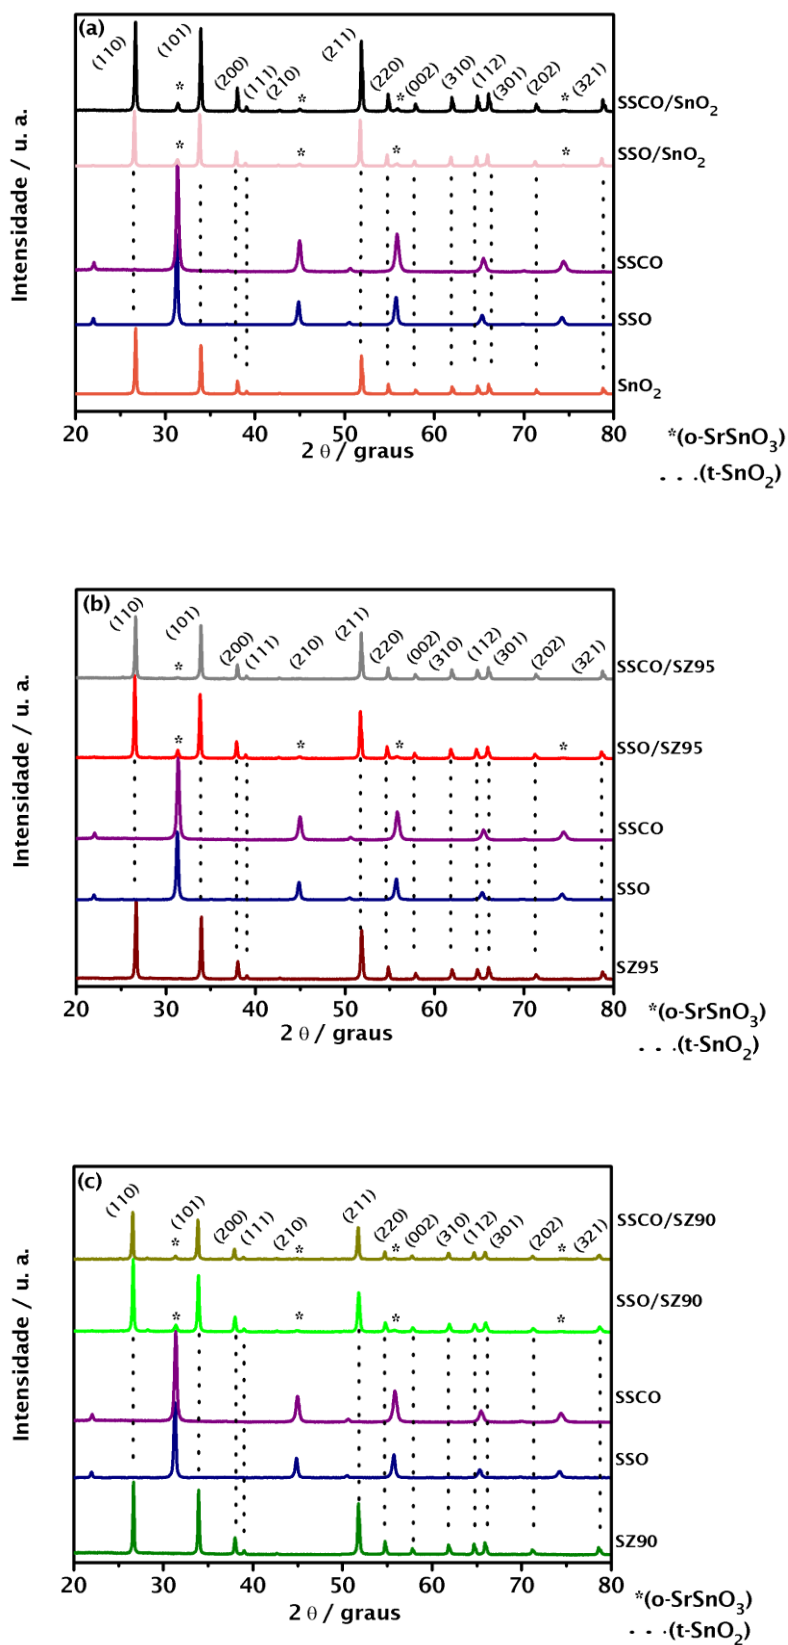 (a)
(110)
(101)
(200)
(111)
(210)
(211)
(220)
(002)
(310)
(112)
(301)
(202)
(321)
* * * *
SSCO/SnO₂
* * * *
SSO/SnO₂
SSCO
SSO
SnO₂
Intensidade / u. a.
20 30 40 50 60 70 80
2 θ / graus
*(o-SrSnO₃)
. . .(t-SnO₂)
(b)
(110)
(101)
(200)
(111)
(210)
(211)
(220)
(002)
(310)
(112)
(301)
(202)
(321)
*
SSCO/SZ95
* * * *
SSO/SZ95
SSCO
SSO
SZ95
Intensidade / u. a.
20 30 40 50 60 70 80
2 θ / graus
*(o-SrSnO₃)
. . .(t-SnO₂)
(c)
(110)
(101)
(200)
(111)
(210)
(211)
(220)
(002)
(310)
(112)
(301)
(202)
(321)
* * * *
SSCO/SZ90
* * * *
SSO/SZ90
SSCO
SSO
SZ90
Intensidade / u. a.
20 30 40 50 60 70 80
2 θ / graus
*(o-SrSnO₃)
. . .(t-SnO₂)